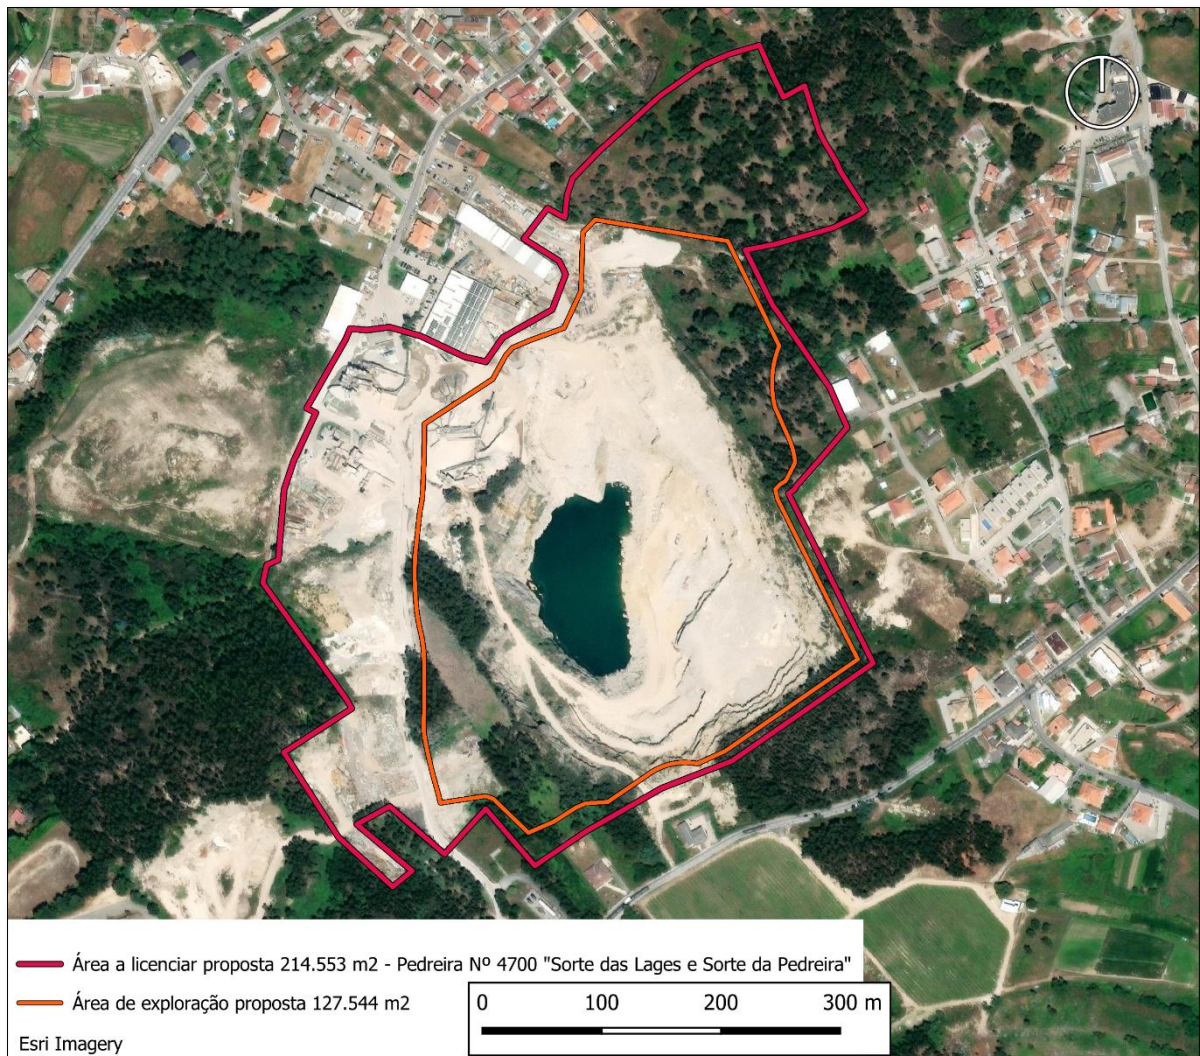 Área a licenciar proposta 214.553 m2 - Pedreira Nº 4700 "Sorte das Lages e Sorte da Pedreira"
Área de exploração proposta 127.544 m2
0 100 200 300 m
Esri Imagery